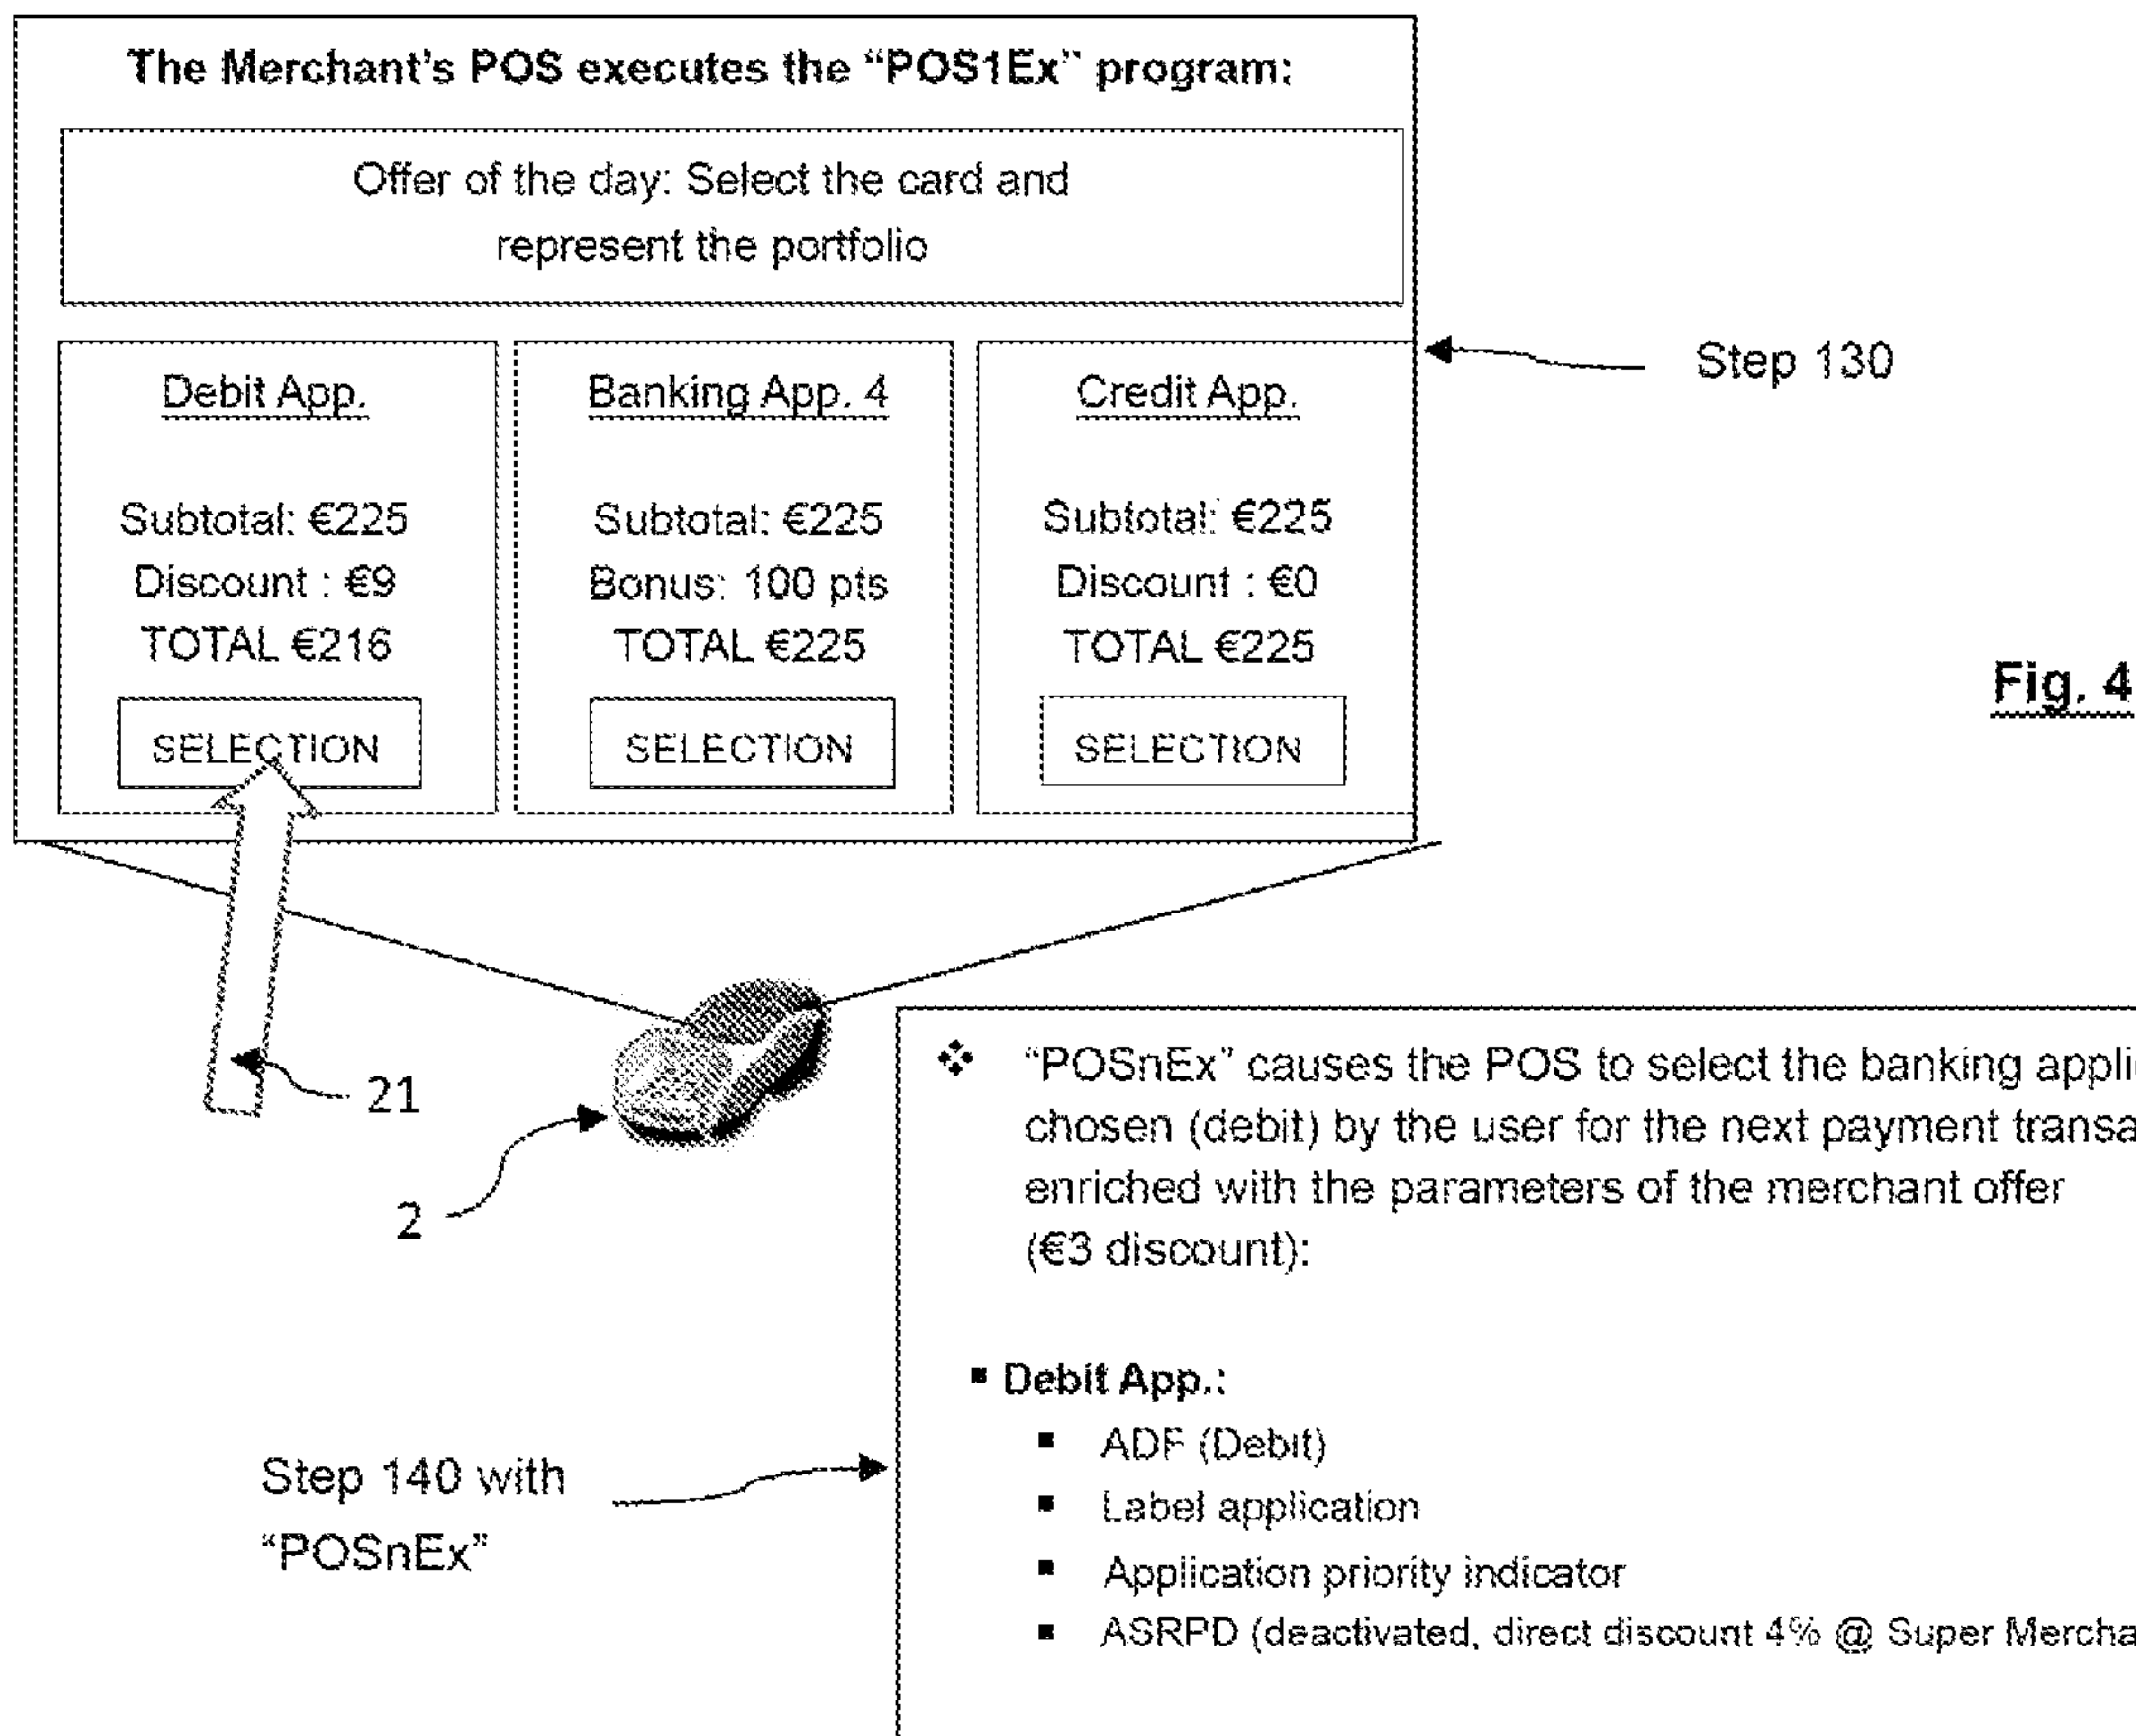 The Merchant's POS executes the “POS1Ex” program:
Offer of the day: Select the card and
represent the portfolio
Debit App.
Subtotal: €225
Discount : €9
TOTAL €216
SELECTION
Banking App. 4
Subtotal: €225
Bonus: 100 pts
TOTAL €225
SELECTION
Credit App.
Subtotal: €225
Discount : €0
TOTAL €225
SELECTION
Step 130
Fig. 4
21
2
“POSnEx” causes the POS to select the banking
chosen (debit) by the user for the next payment
enriched with the parameters of the merchant offer
(€3 discount):
▪ Debit App.:
▪ ADF (Debit)
▪ Label application
▪ Application priority indicator
▪ ASRPD (deactivated, direct discount 4% @ Super
Step 140 with
“POSnEx”